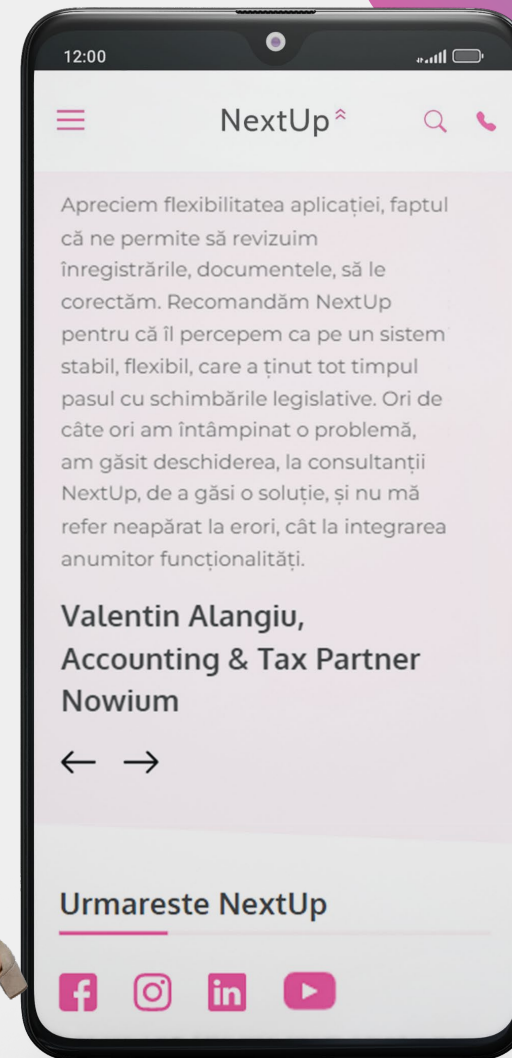 12:00
NextUp
Apreciem flexibilitatea aplicației, faptul
că ne permite să revizuim
înregistrările, documentele, să le
corectăm. Recomandăm NextUp
pentru că îl percepem ca pe un sistem
stabil, flexibil, care a ținut tot timpul
pasul cu schimbările legislative. Ori de
câte ori am întâmpinat o problemă,
am găsit deschiderea, la consultanții
NextUp, de a găsi o soluție, și nu mă
refer neapărat la erori, cât la integrarea
anumitor funcționalități.
Valentin Alangiu,
Accounting & Tax Partner
Nowium
Urmareste NextUp
f
in